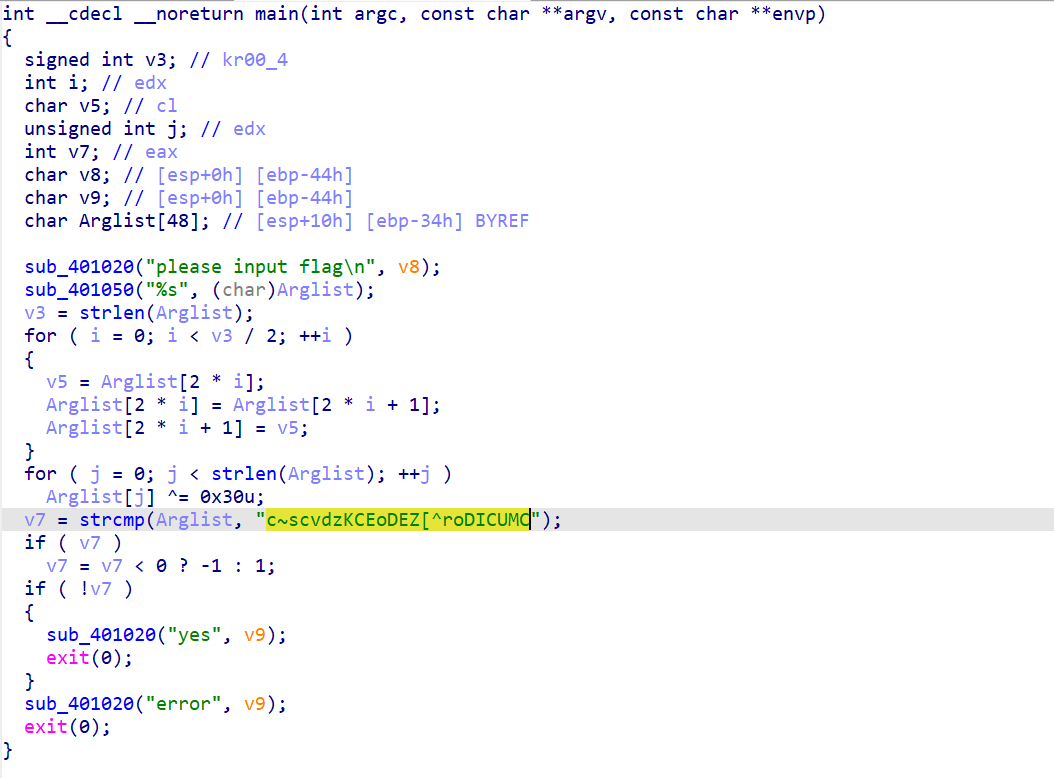 int __cdecl __noreturn main(int argc, const char **argv, const char **envp)
{
  signed int v3; // kr00_4
  int i; // edx
  char v5; // cl
  unsigned int j; // edx
  int v7; // eax
  char v8; // [esp+0h] [ebp-44h]
  char v9; // [esp+0h] [ebp-44h]
  char Arglist[48]; // [esp+10h] [ebp-34h] BYREF

  sub_401020("please input flag\n", v8);
  sub_401050("%s", (char)Arglist);
  v3 = strlen(Arglist);
  for ( i = 0; i < v3 / 2; ++i )
  {
    v5 = Arglist[2 * i];
    Arglist[2 * i] = Arglist[2 * i + 1];
    Arglist[2 * i + 1] = v5;
  }
  for ( j = 0; j < strlen(Arglist); ++j )
    Arglist[j] ^= 0x30u;
  v7 = strcmp(Arglist, "c~scvdzKCEoDEZ[^roDICUMC");
  if ( v7 )
    v7 = v7 < 0 ? -1 : 1;
  if ( !v7 )
  {
    sub_401020("yes", v9);
    exit(0);
  }
  sub_401020("error", v9);
  exit(0);
}